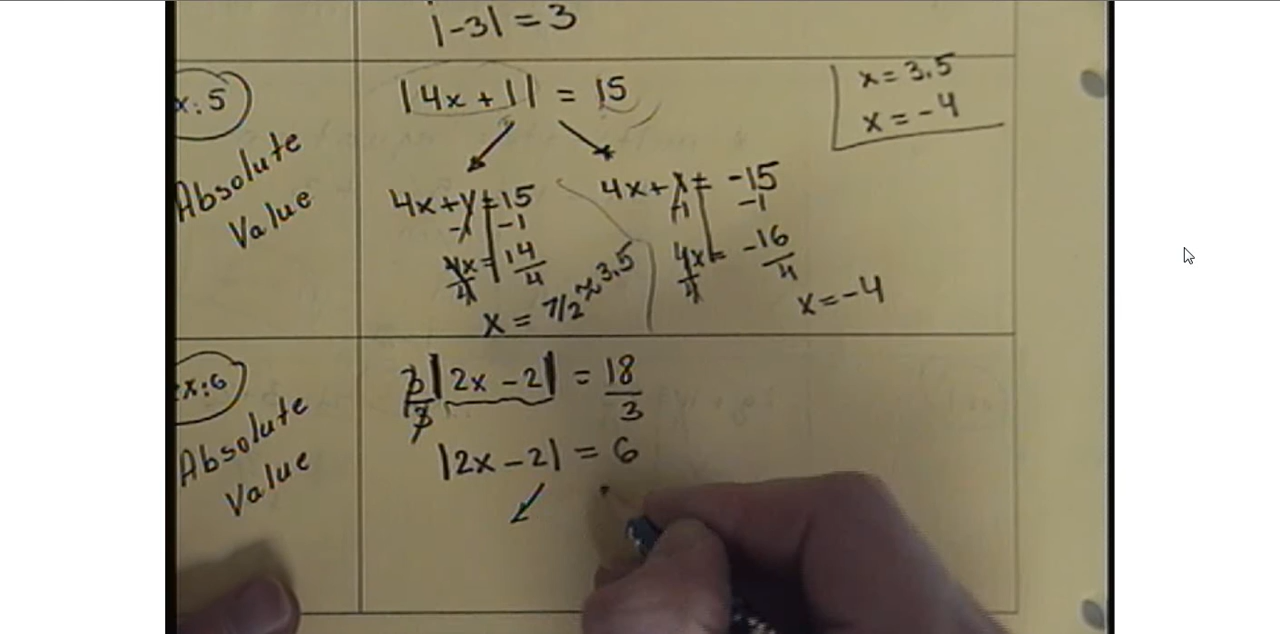 |-3| = 3
x: 5
Absolute
Value
|4x + 1| = 15
x = 3.5
x = -4
4x + 1 = 15
-1 -1
4x = 14
4 4
x = 7/2 ≈ 3.5
4x + 1 = -15
-1 -1
4x = -16
4 4
x = -4
x: 6
Absolute
Value
3|2x - 2| = 18
3 3
|2x - 2| = 6